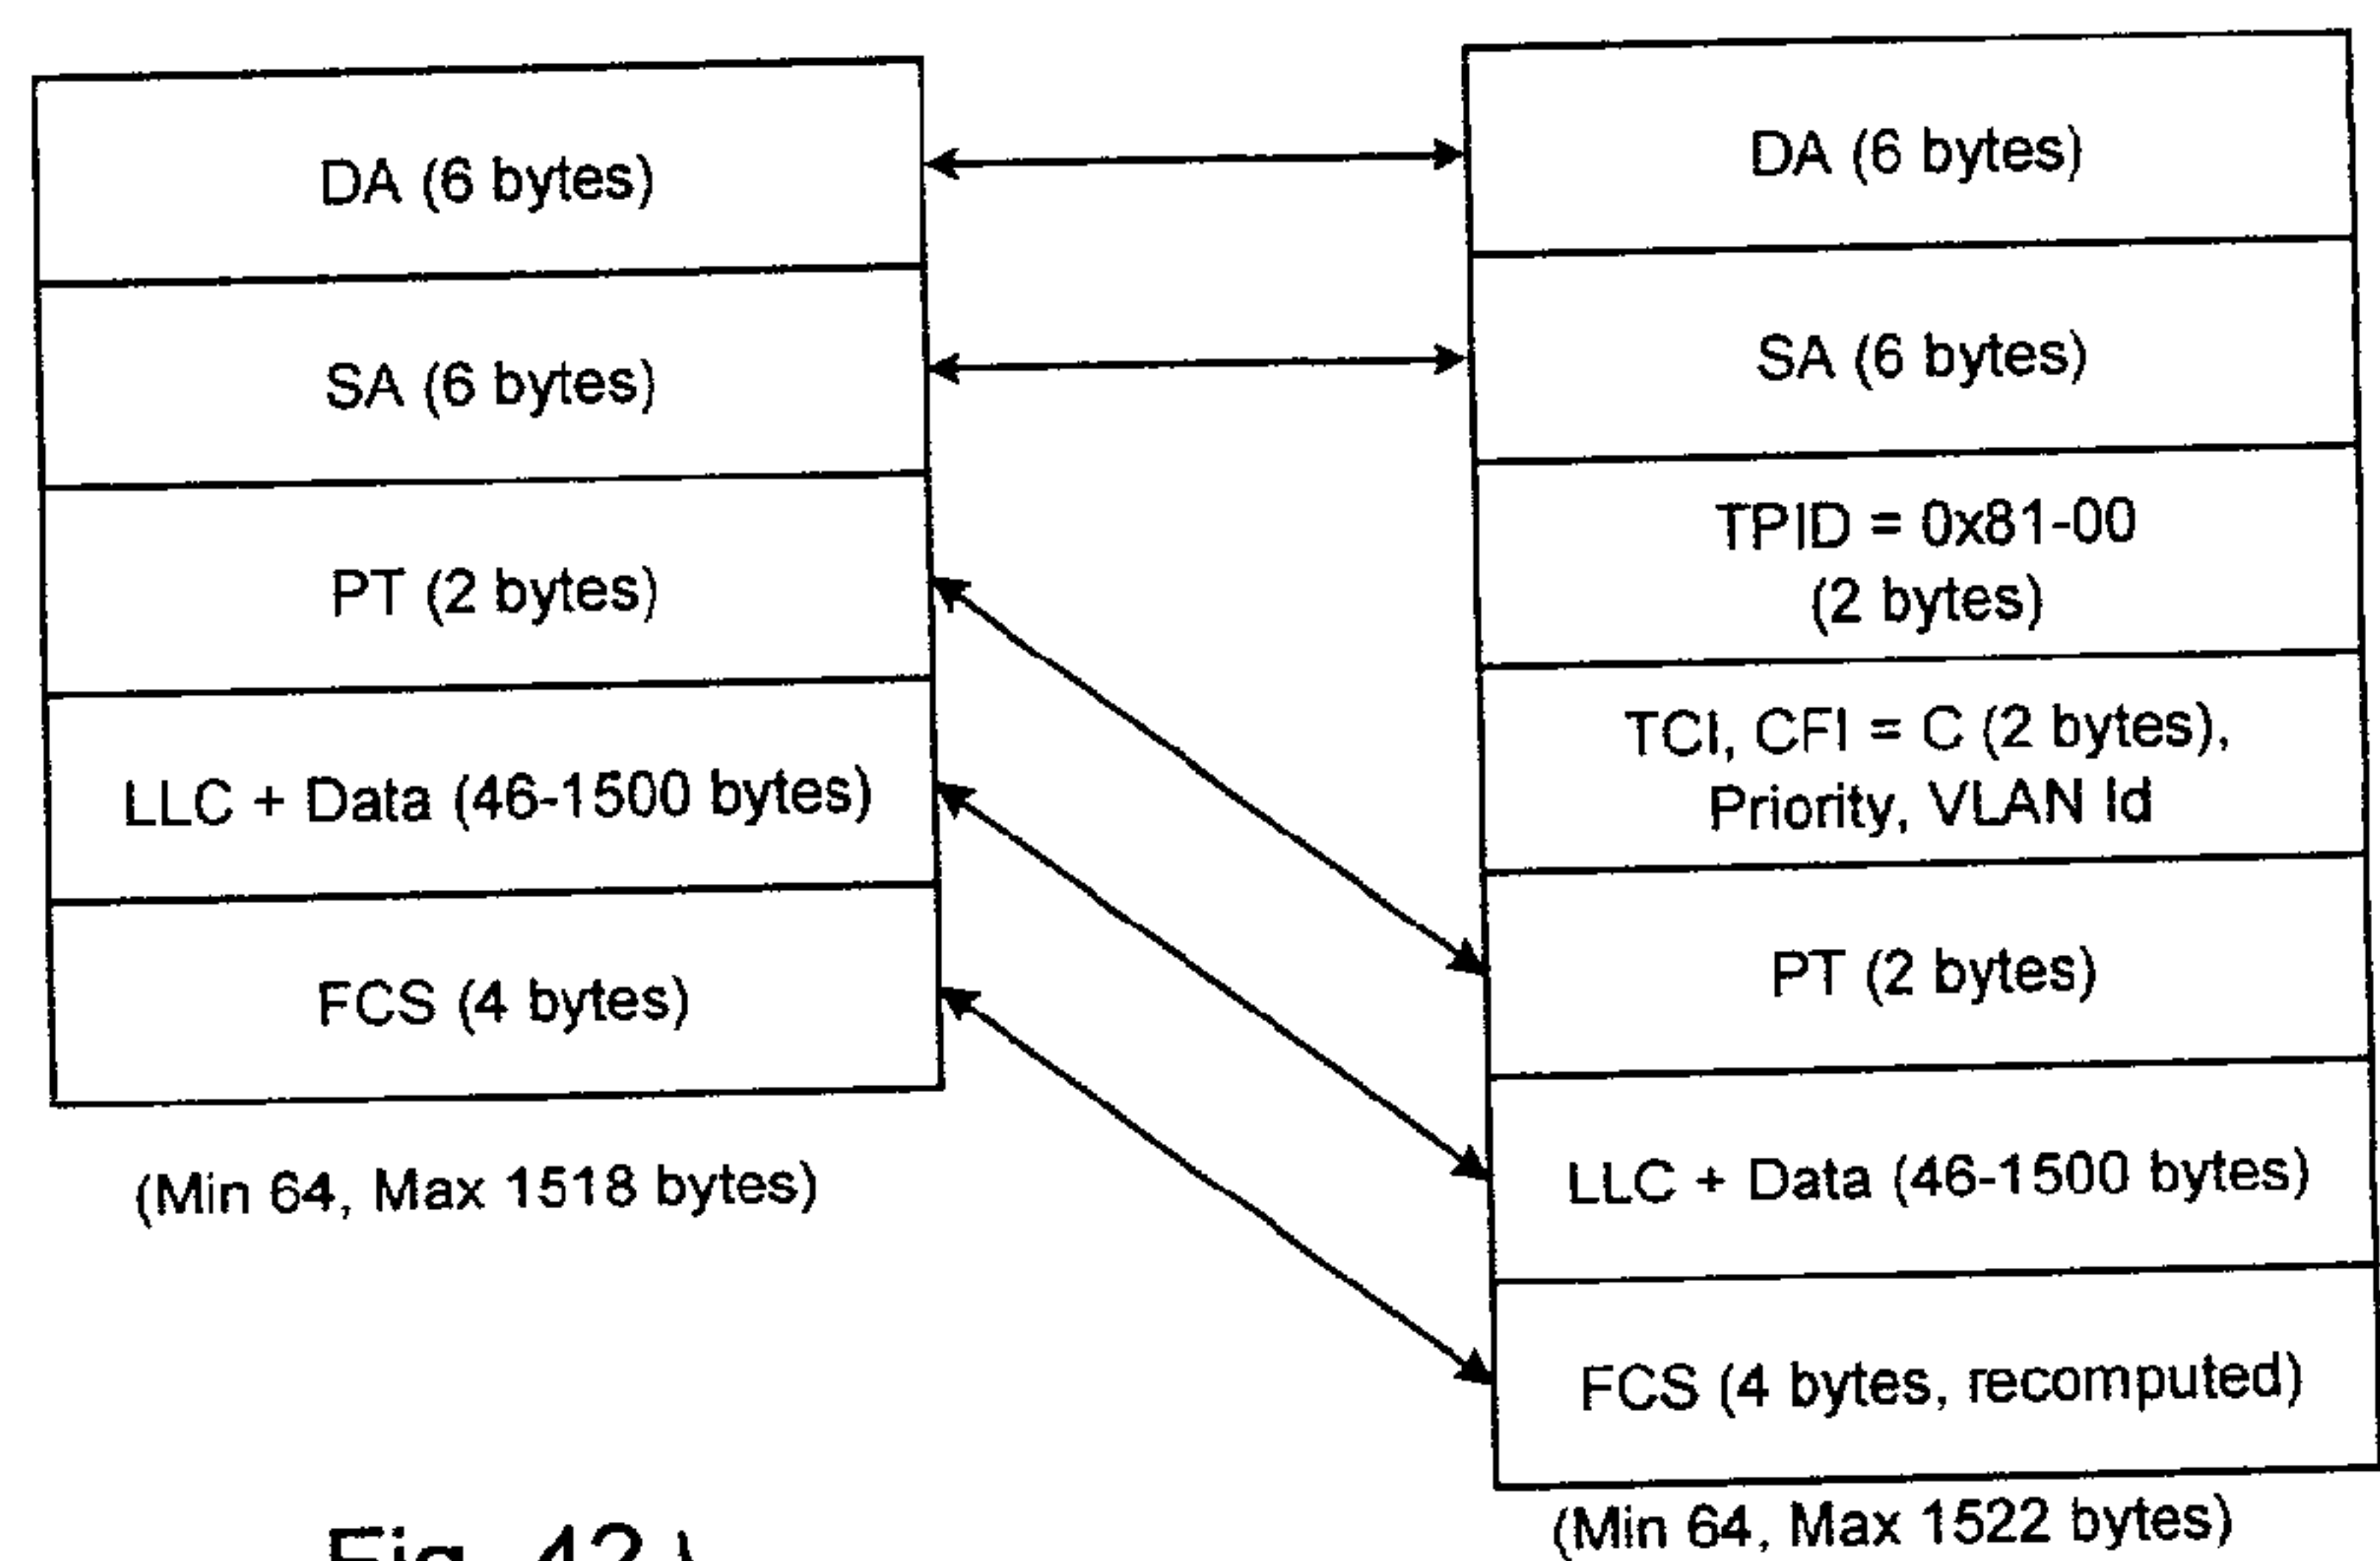 DA (6 bytes)
SA (6 bytes)
PT (2 bytes)
LLC + Data (46-1500 bytes)
FCS (4 bytes)
(Min 64, Max 1518 bytes)
DA (6 bytes)
SA (6 bytes)
TPID = 0x81-00
(2 bytes)
TCI, CFI = C (2 bytes),
Priority, VLAN Id
PT (2 bytes)
LLC + Data (46-1500 bytes)
FCS (4 bytes, recomputed)
(Min 64, Max 1522 bytes)
Fig. 42